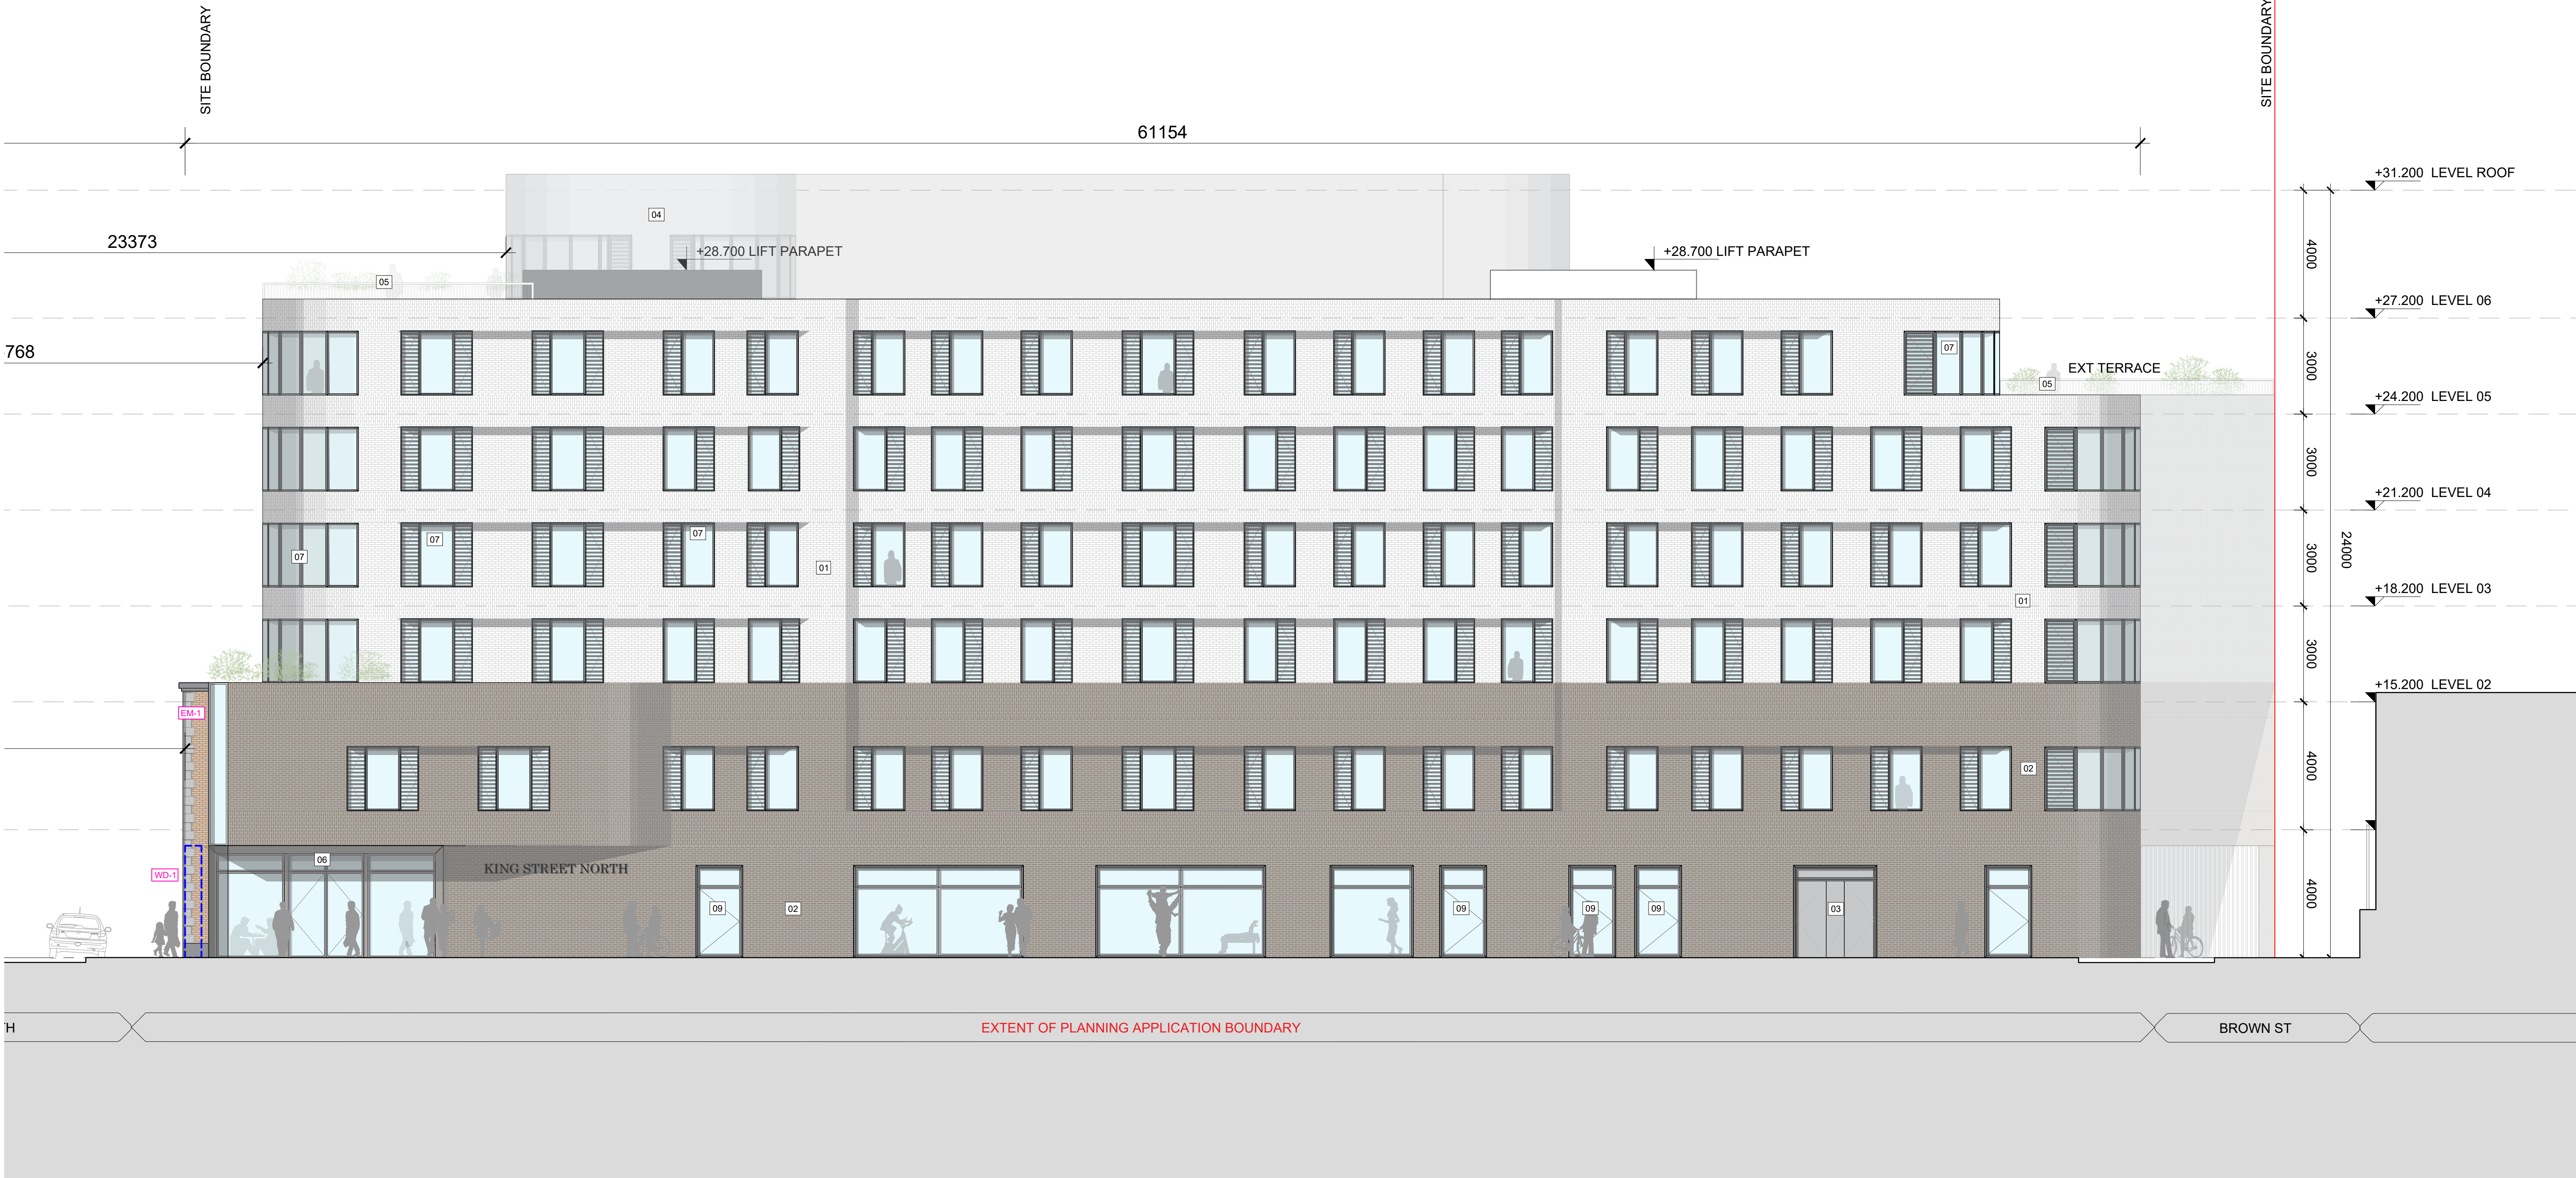 SITE BOUNDARY
SITE BOUNDARY
61154
+31.200 LEVEL ROOF
04
23373
+28.700 LIFT PARAPET
+28.700 LIFT PARAPET
4000
05
+27.200 LEVEL 06
07
768
EXT TERRACE
3000
05
+24.200 LEVEL 05
3000
+21.200 LEVEL 04
07
07
07
01
3000
24000
+18.200 LEVEL 03
01
3000
+15.200 LEVEL 02
EM-1
02
4000
06
KING STREET NORTH
WD-1
09
02
09
09
09
03
4000
TH
EXTENT OF PLANNING APPLICATION BOUNDARY
BROWN ST